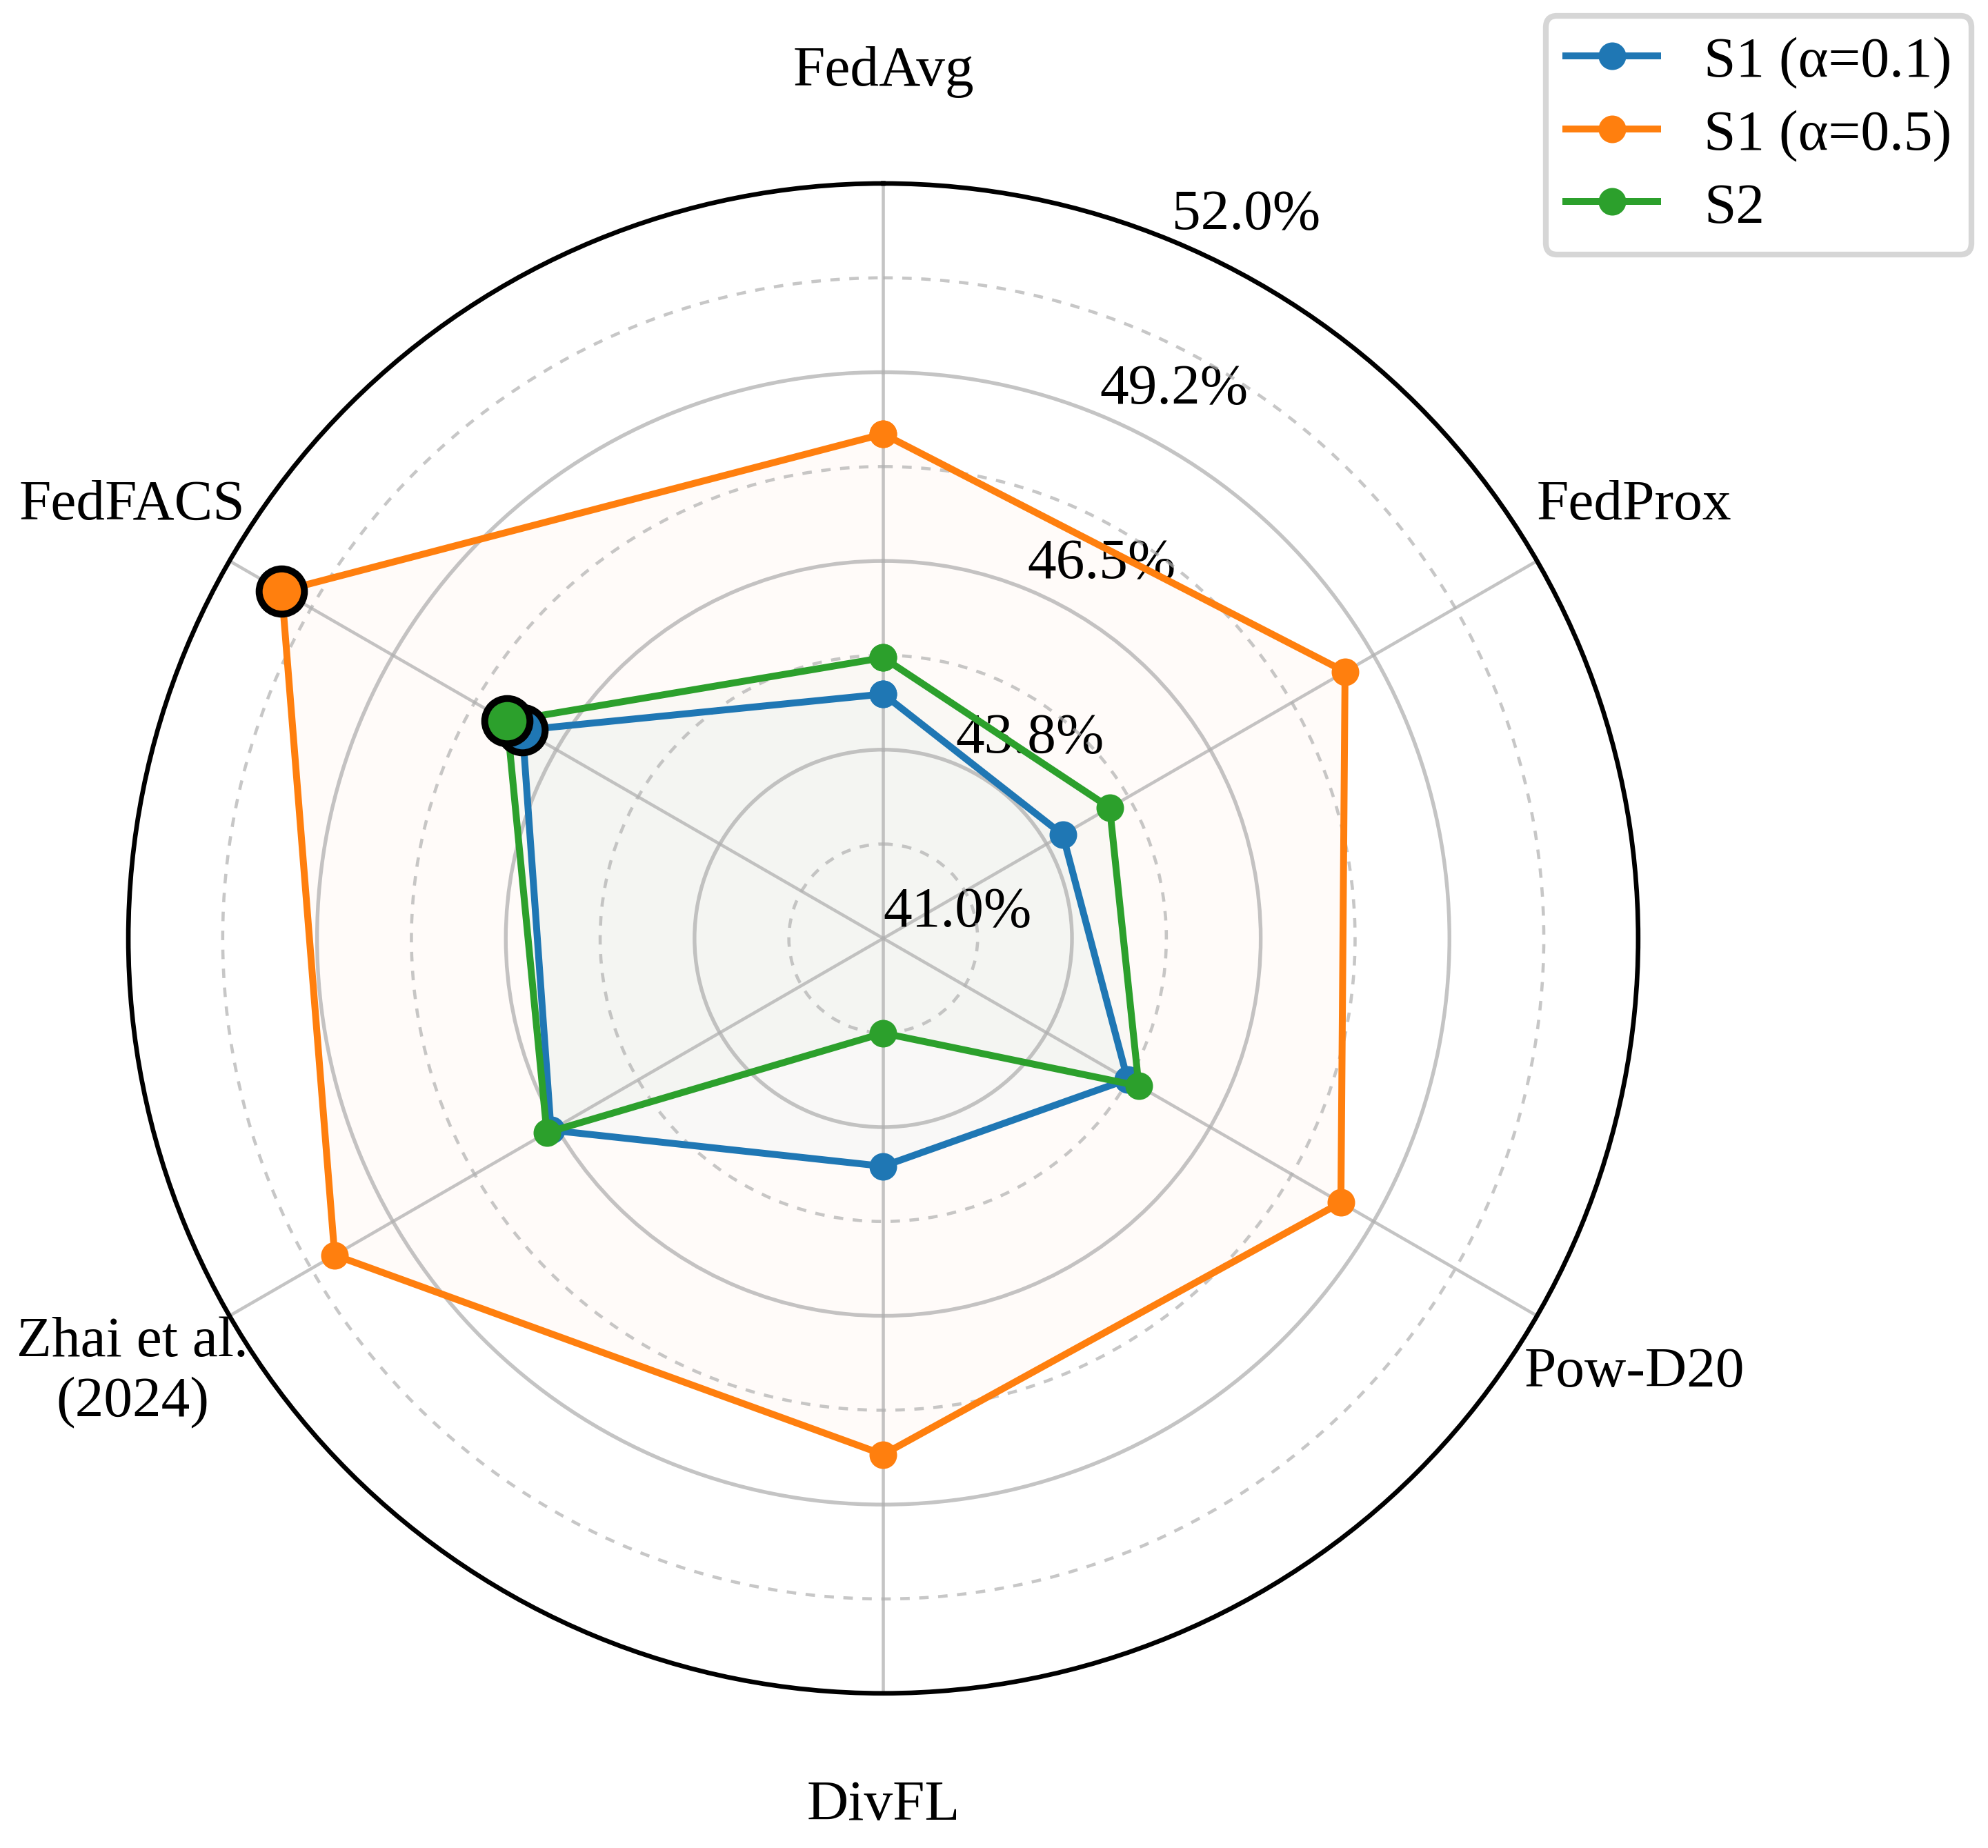 FedAvg
S1 (α=0.1)
S1 (α=0.5)
S2
52.0%
49.2%
46.5%
43.8%
41.0%
FedFACS
FedProx
Zhai et al.
(2024)
Pow-D20
DivFL